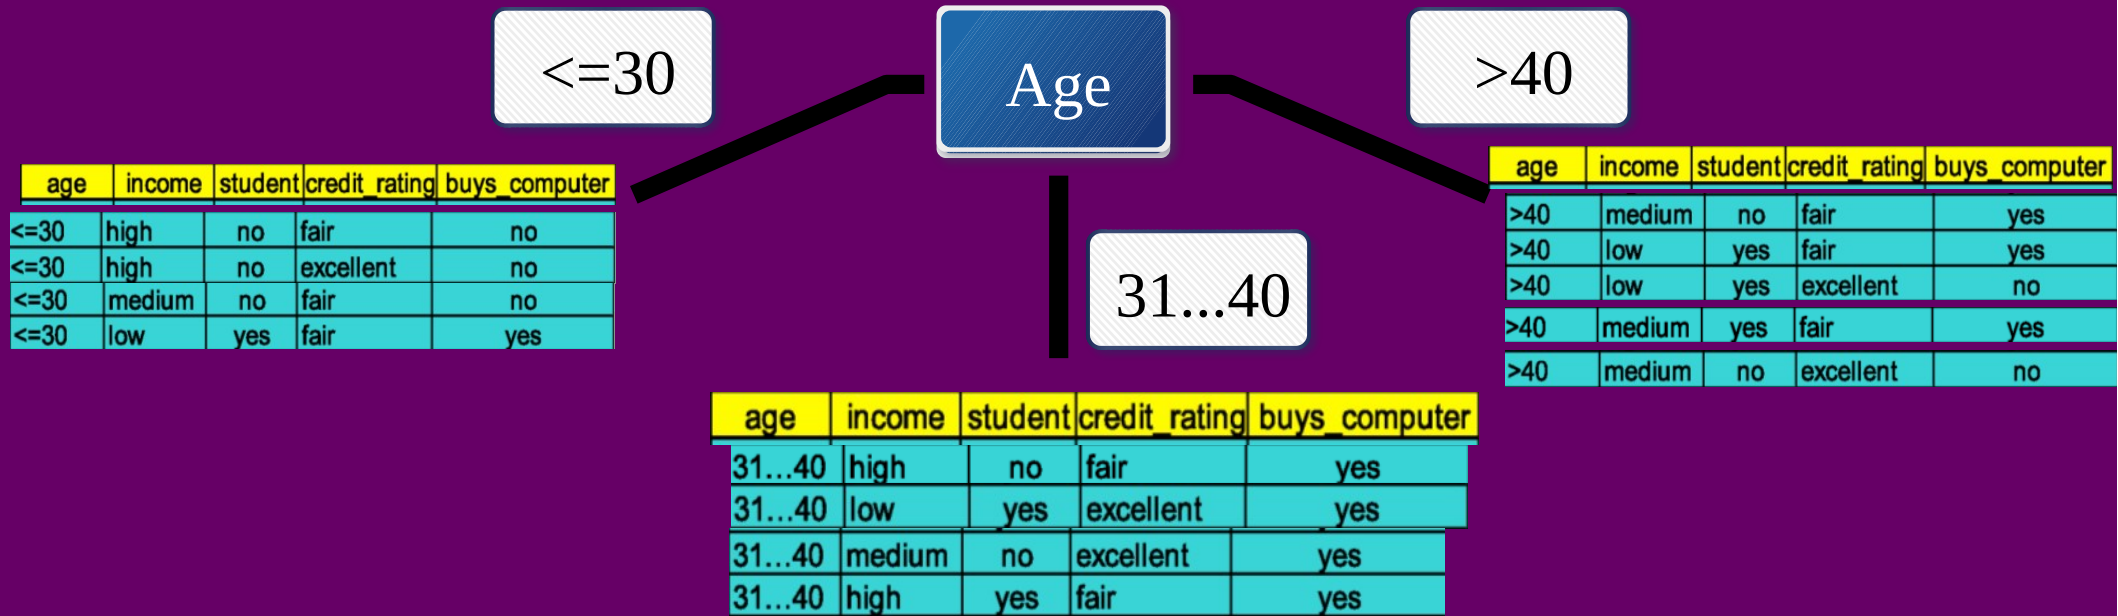 <=30
Age
>40
age income student credit_rating buys_computer
<=30 high no fair no
<=30 high no excellent no
<=30 medium no fair no
<=30 low yes fair yes
31...40
age income student credit_rating buys_computer
>40 medium no fair yes
>40 low yes fair yes
>40 low yes excellent no
>40 medium yes fair yes
>40 medium no excellent no
age income student credit_rating buys_computer
31…40 high no fair yes
31…40 low yes excellent yes
31…40 medium no excellent yes
31…40 high yes fair yes